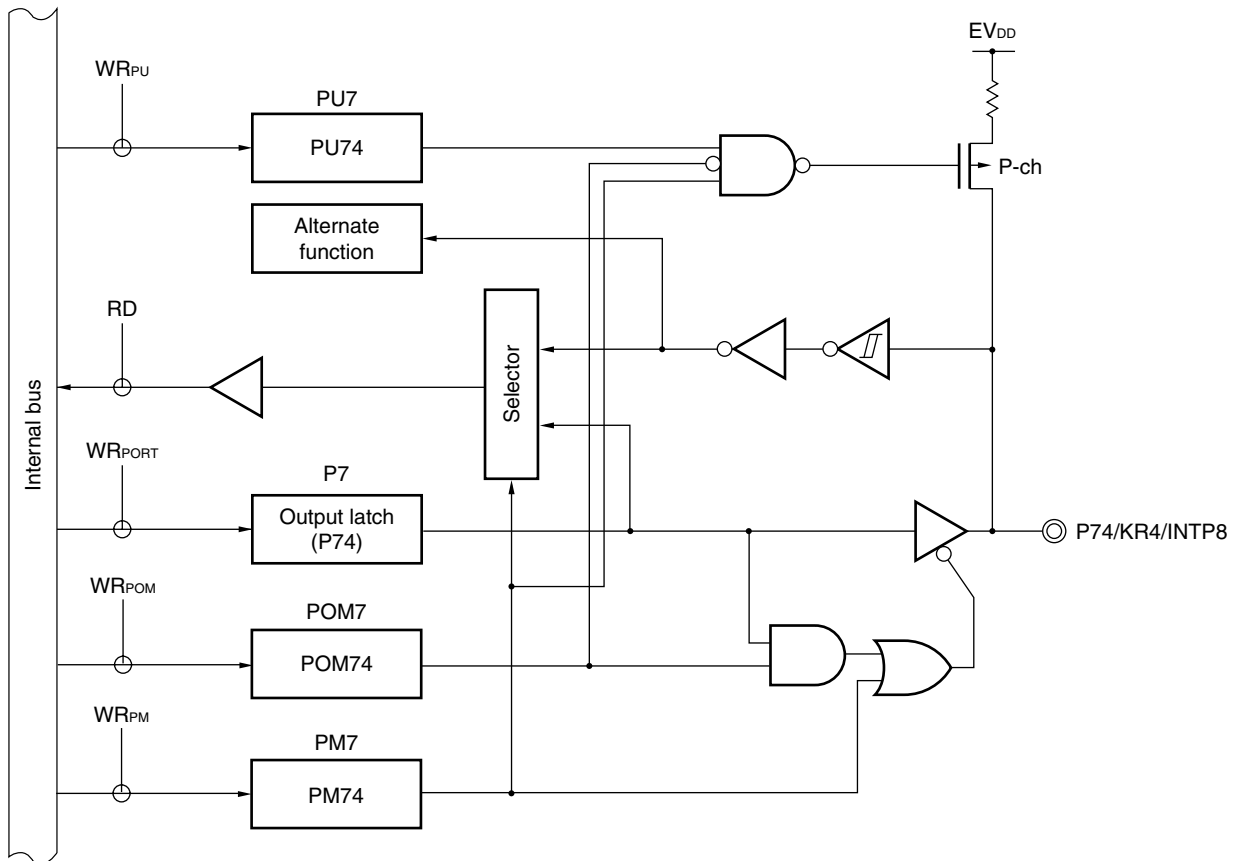 EVDD
WRPU
PU7
PU74
P-ch
Alternate
function
RD
Selector
Internal bus
WRPORT
P7
Output latch
(P74)
P74/KR4/INTP8
WRPOM
POM7
POM74
WRPM
PM7
PM74